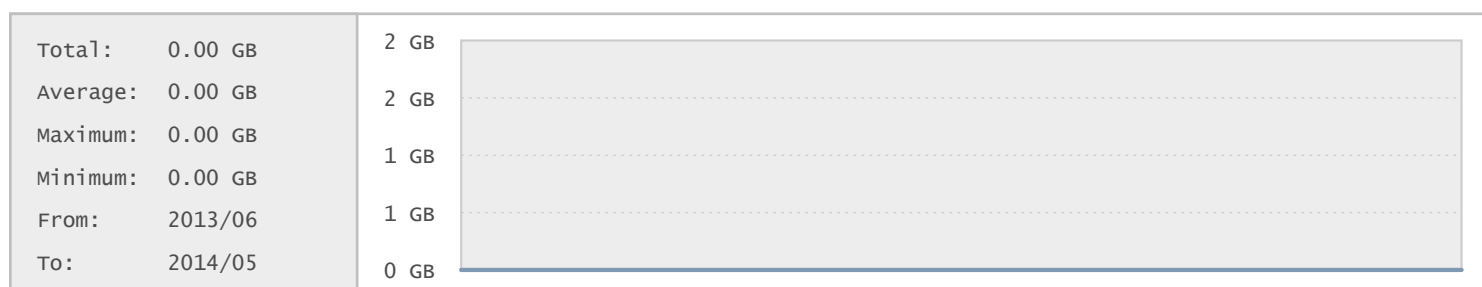 Total: 0.00 GB
Average: 0.00 GB
Maximum: 0.00 GB
Minimum: 0.00 GB
From: 2013/06
To: 2014/05
2 GB
2 GB
1 GB
1 GB
0 GB